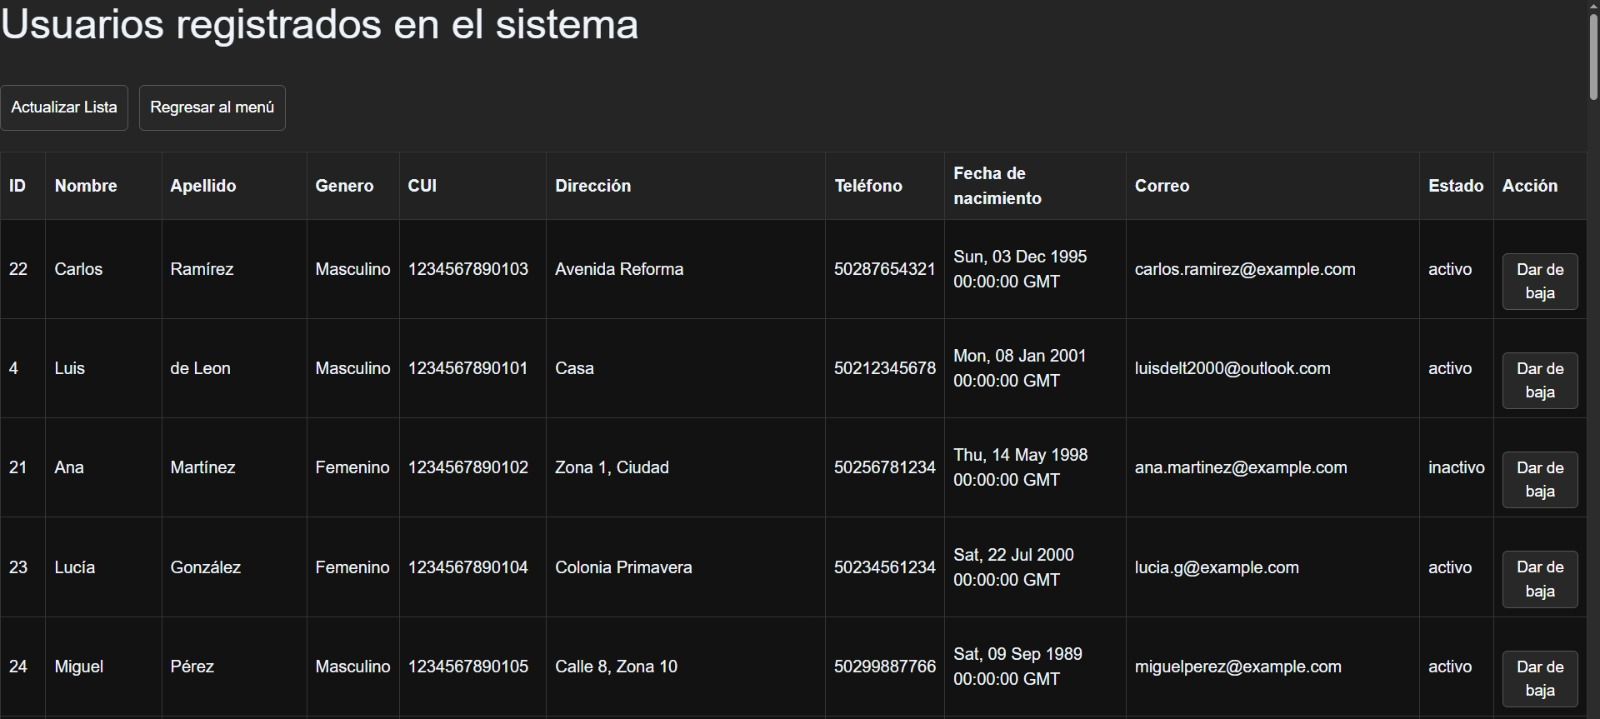 Usuarios registrados en el sistema
Actualizar Lista Regresar al menú
ID Nombre Apellido Genero CUI Dirección Teléfono Fecha de nacimiento Correo Estado Acción
22 Carlos Ramírez Masculino 1234567890103 Avenida Reforma 50287654321 Sun, 03 Dec 1995 00:00:00 GMT carlos.ramirez@example.com activo Dar de baja
4 Luis de Leon Masculino 1234567890101 Casa 50212345678 Mon, 08 Jan 2001 00:00:00 GMT luisdelt2000@outlook.com activo Dar de baja
21 Ana Martínez Femenino 1234567890102 Zona 1, Ciudad 50256781234 Thu, 14 May 1998 00:00:00 GMT ana.martinez@example.com inactivo Dar de baja
23 Lucía González Femenino 1234567890104 Colonia Primavera 50234561234 Sat, 22 Jul 2000 00:00:00 GMT lucia.g@example.com activo Dar de baja
24 Miguel Pérez Masculino 1234567890105 Calle 8, Zona 10 50299887766 Sat, 09 Sep 1989 00:00:00 GMT miguelperez@example.com activo Dar de baja